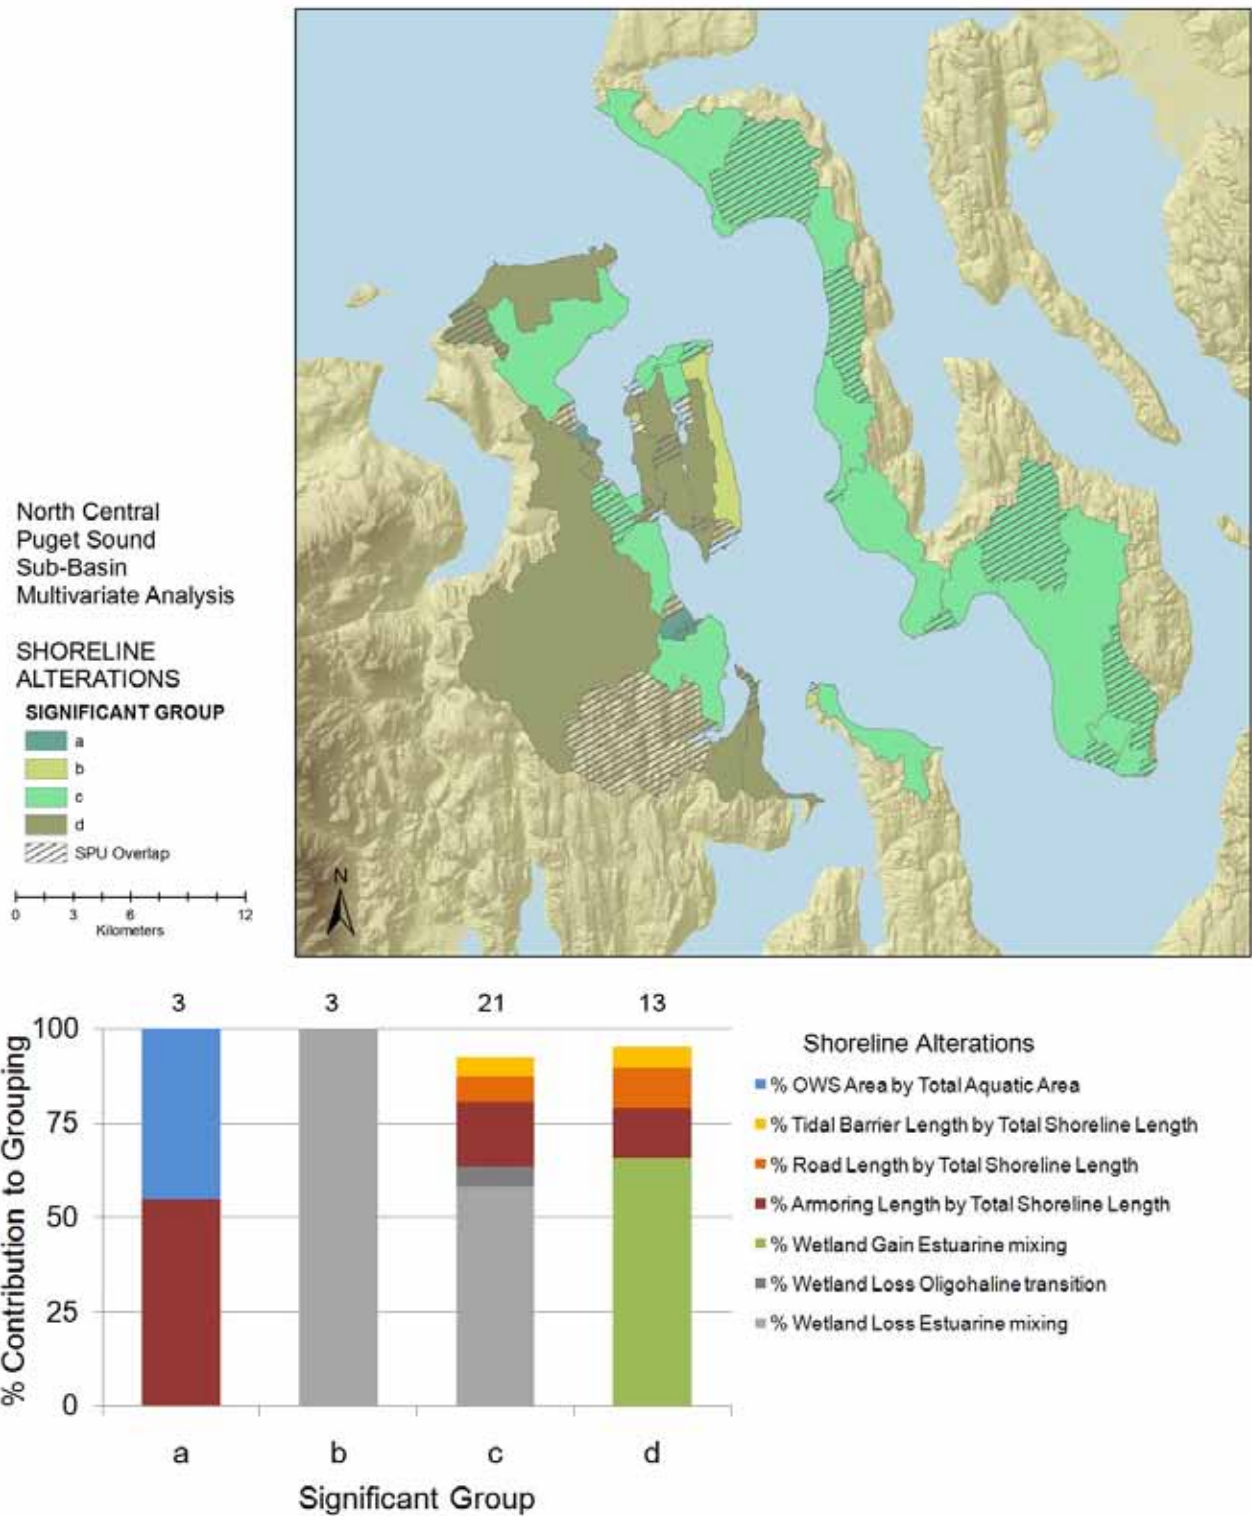 North Central
Puget Sound
Sub-Basin
Multivariate Analysis
SHORELINE
ALTERATIONS
SIGNIFICANT GROUP
a
b
c
d
SPU Overlap
N
0 3 6 12
Kilometers
3 3 21 13
100
75
50
25
0
% Contribution to Grouping
a b c d
Significant Group
Shoreline Alterations
% OWS Area by Total Aquatic Area
% Tidal Barrier Length by Total Shoreline Length
% Road Length by Total Shoreline Length
% Armoring Length by Total Shoreline Length
% Wetland Gain Estuarine mixing
% Wetland Loss Oligohaline transition
% Wetland Loss Estuarine mixing